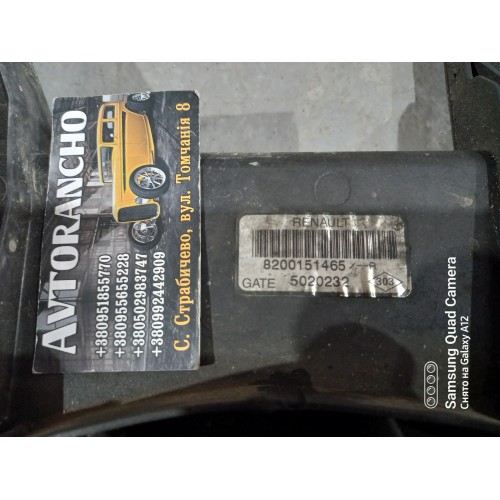 AVTORANCHO
+380951855770
+380955655228
+380502983747
+380992442909
С. Страбичево, вул. Томчанія 8
RENAULT
8200151465
GATE 5020232
303
Samsung Quad Camera
Снято на Galaxy A12